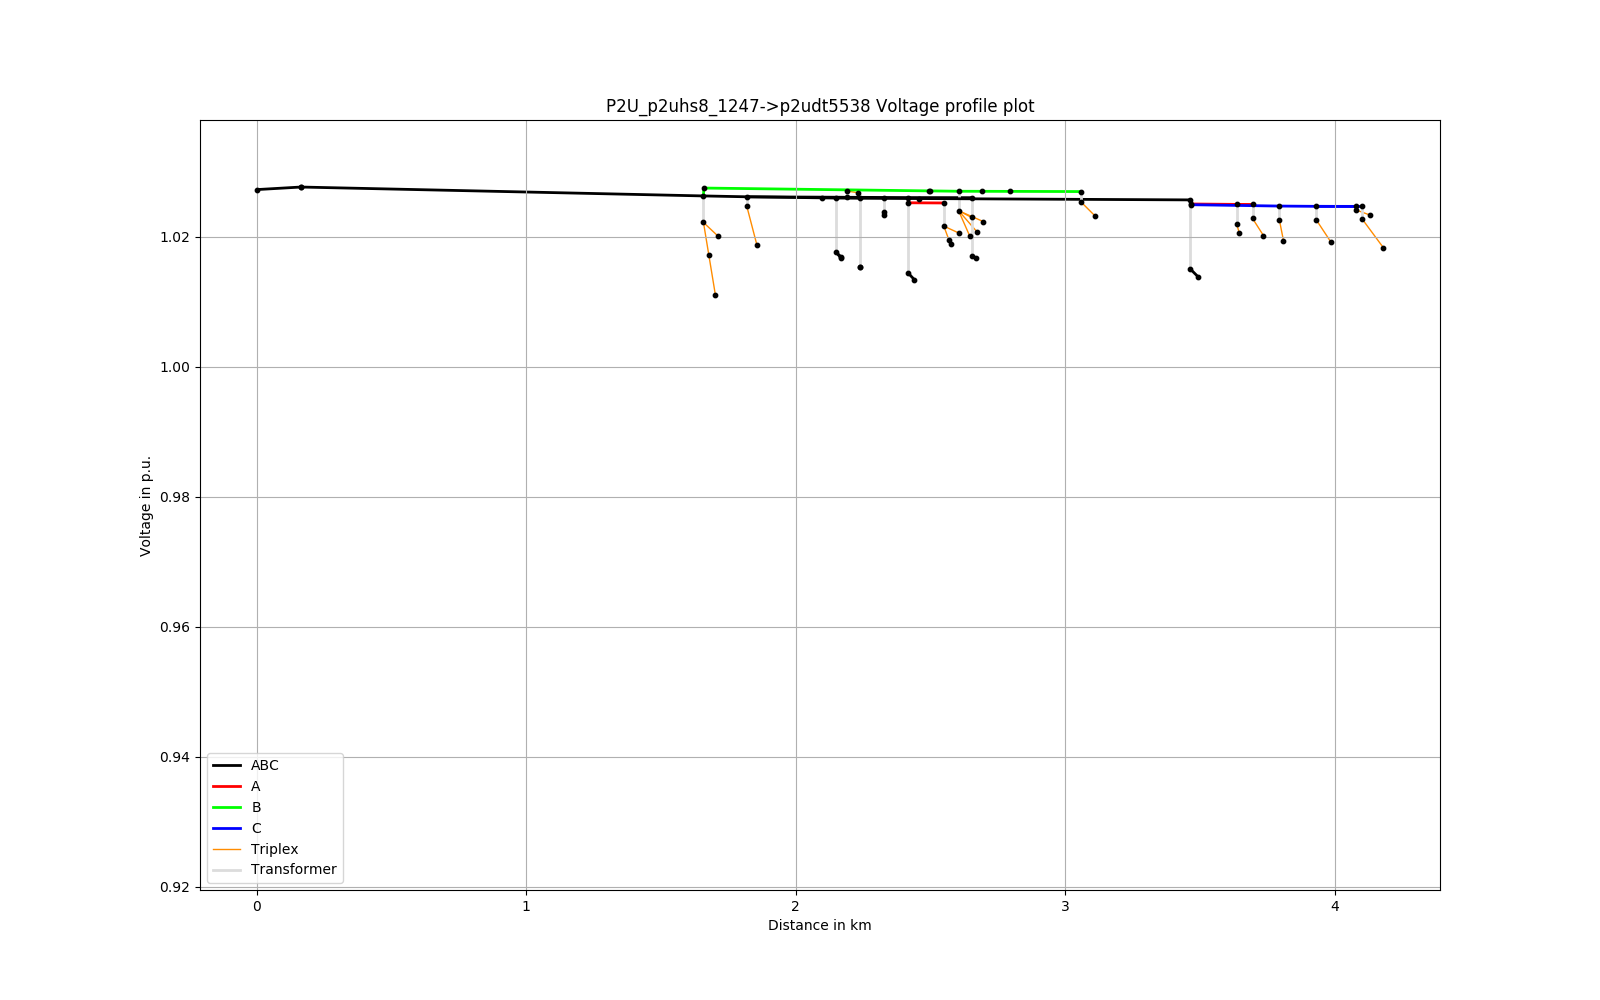 P2U_p2uhs8_1247->p2udt5538 Voltage profile plot
Voltage in p.u.
1.02
1.00
0.98
0.96
0.94
0.92
ABC
A
B
C
Triplex
Transformer
0 1 2 3 4
Distance in km